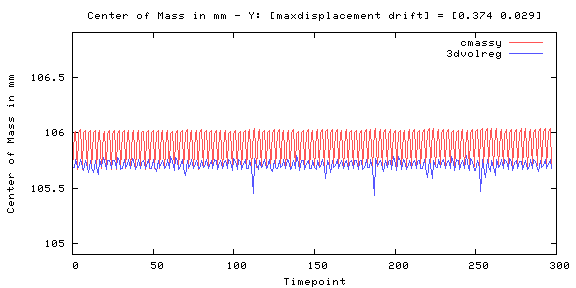 Center of Mass in mm - Y: [maxdisplacement drift] = [0.374 0.029]
cmassy
3dvolreg
106.5
106
105.5
105
Center of Mass in mm
0 50 100 150 200 250 300
Timepoint